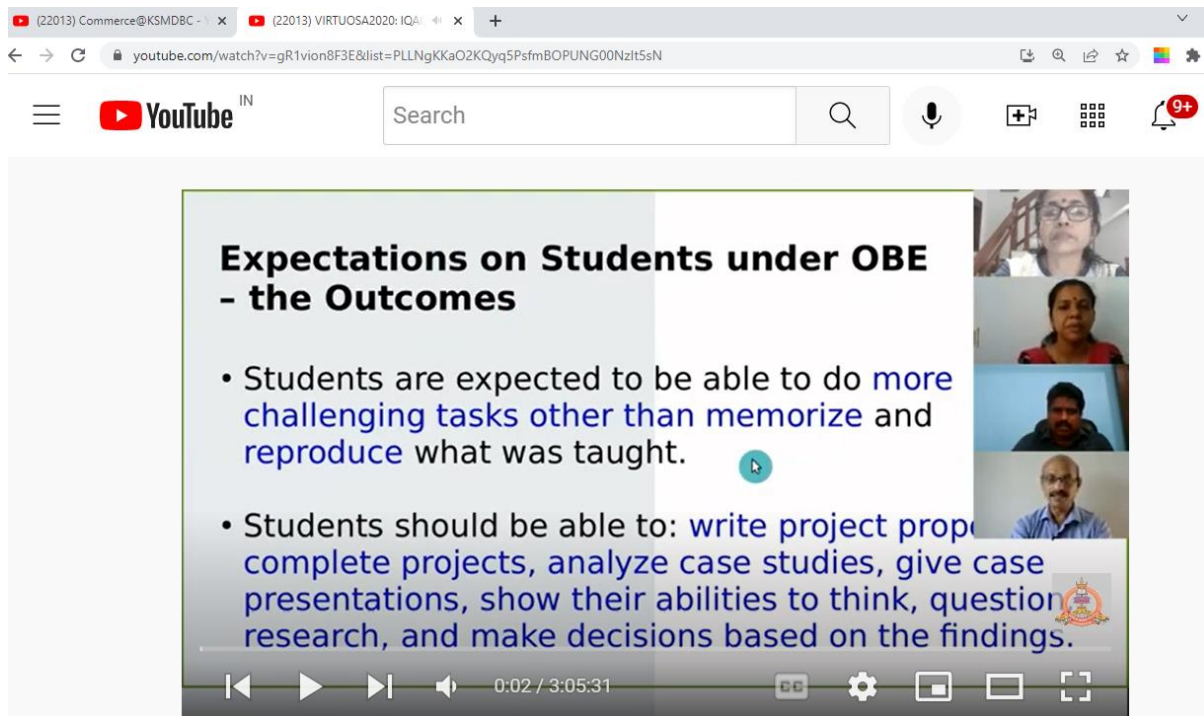 (22013) Commerce@KSMDBC -
(22013) VIRTUOSA2020: IQAC
youtube.com/watch?v=gR1vion8F3E&list=PLLNgKKaO2KQyq5PsfmBOPUNG00NzIt5sN
YouTube IN
Search
9+
Expectations on Students under OBE
– the Outcomes
• Students are expected to be able to do more
challenging tasks other than memorize and
reproduce what was taught.
• Students should be able to: write project prop
complete projects, analyze case studies, give case
presentations, show their abilities to think, question,
research, and make decisions based on the findings.
0:02 / 3:05:31
CC